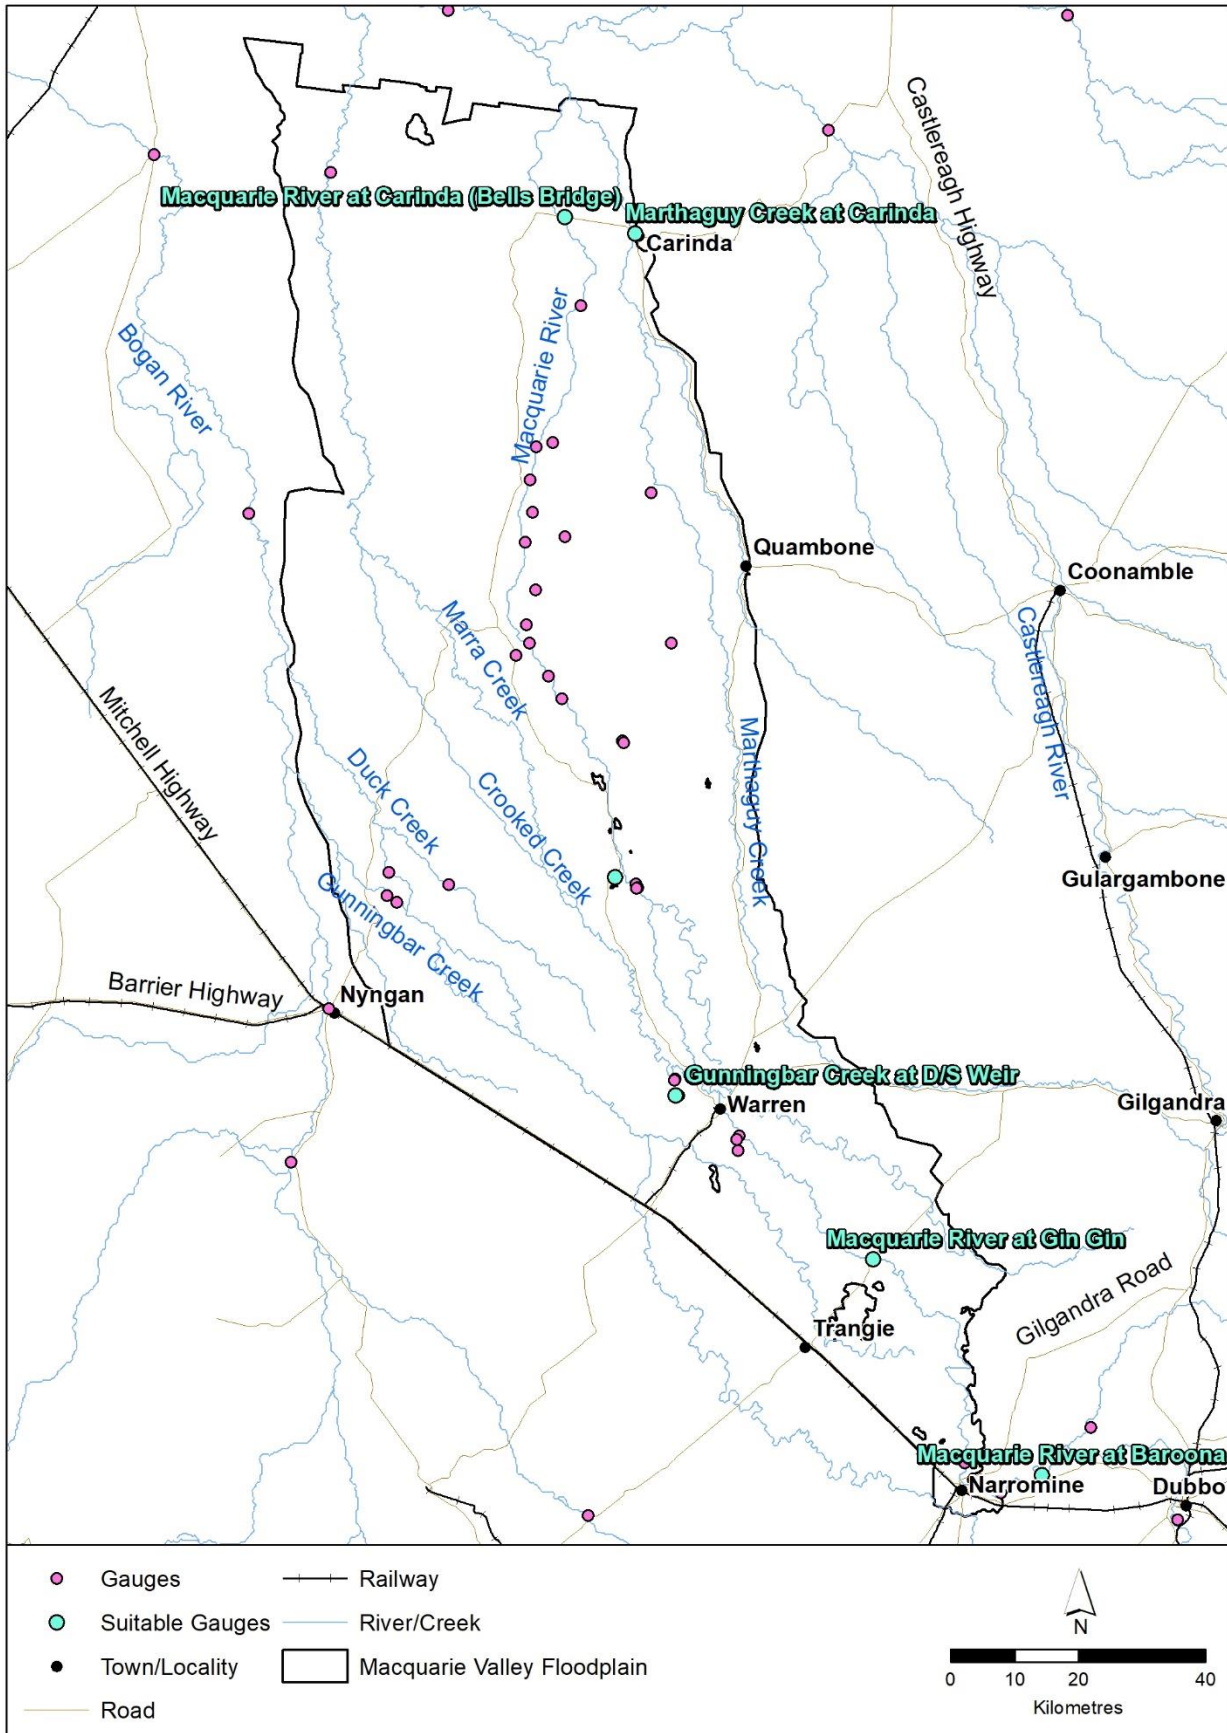 Castlereagh Highway
Macquarie River at Carinda (Bells Bridge)
Marthaguy Creek at Carinda
Carinda
Bogan River
Macquarie River
Quambone
Coonamble
Marra Creek
Castlereagh River
Mitchell Highway
Duck Creek
Crooked Creek
Marthaguy Creek
Gulargambone
Gunningbar Creek
Barrier Highway
Nyngan
Gunningbar Creek at D/S Weir
Warren
Gilgandra
Macquarie River at Gin Gin
Gilgandra Road
Trangie
Macquarie River at Baroona
Narromine
Dubbo
Gauges
Suitable Gauges
Town/Locality
Road
Railway
River/Creek
Macquarie Valley Floodplain
N
0 10 20 40
Kilometres